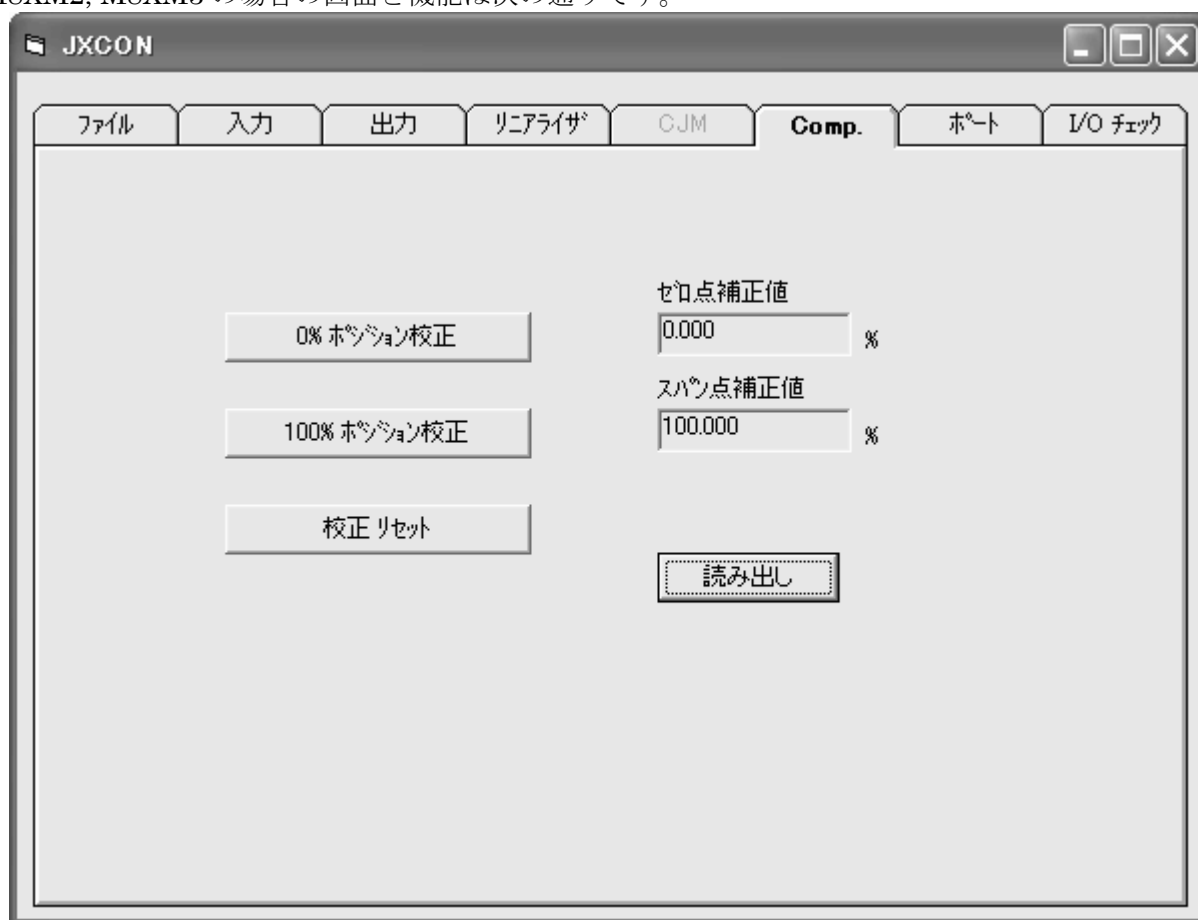 M8XM2, M8XM3 の場合の画面と機能は次の通りです。
JXCON
ﾌｧｲﾙ 入力 出力 ﾘﾆｱﾗｲｻﾞ CJM Comp. ﾎﾟｰﾄ I/O ﾁｪｯｸ
ｾﾞﾛ点補正値
0% ﾎﾟｼﾞｼｮﾝ校正 0.000 %
ｽﾊﾟﾝ点補正値
100% ﾎﾟｼﾞｼｮﾝ校正 100.000 %
校正 ﾘｾｯﾄ
読み出し